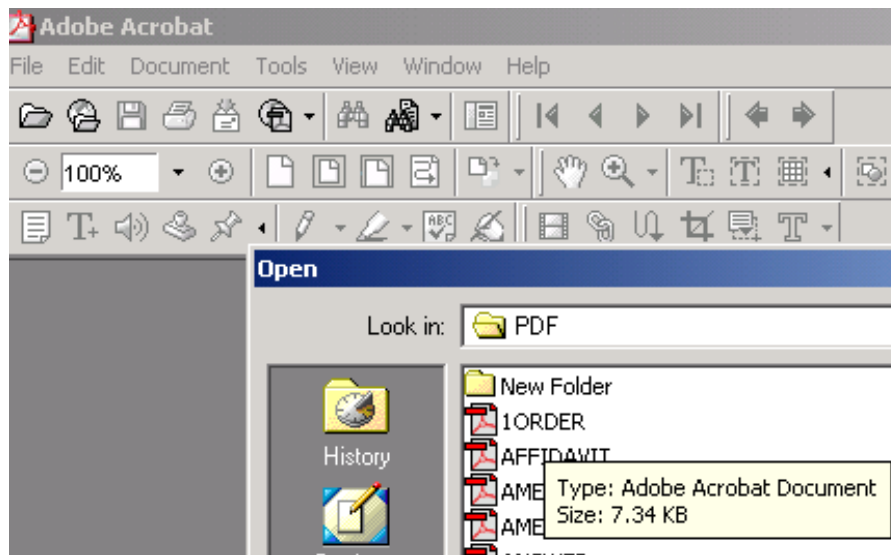 Adobe Acrobat
File Edit Document Tools View Window Help
100%
ABC
Open
Look in: PDF
New Folder
1ORDER
History
AFFIDAVIT
AME
Type: Adobe Acrobat Document
Size: 7.34 KB
AME